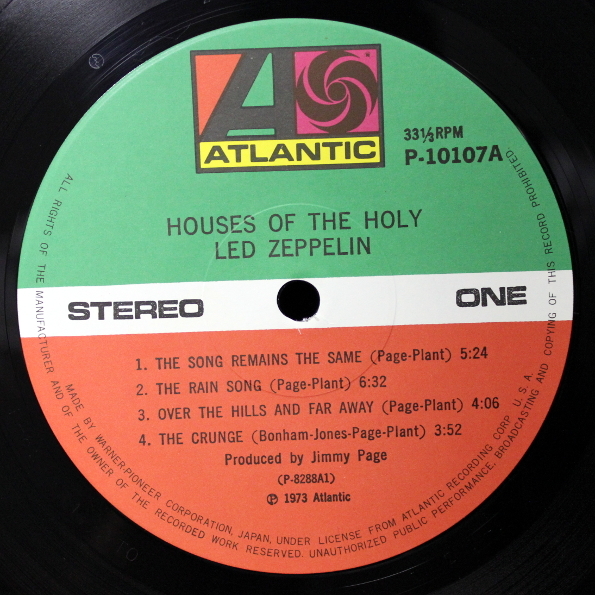 ATLANTIC
33⅓ RPM
P-10107A
HOUSES OF THE HOLY
LED ZEPPELIN
STEREO
ONE
1. THE SONG REMAINS THE SAME (Page-Plant) 5:24
2. THE RAIN SONG (Page-Plant) 6:32
3. OVER THE HILLS AND FAR AWAY (Page-Plant) 4:06
4. THE CRUNGE (Bonham-Jones-Page-Plant) 3:52
Produced by Jimmy Page
(P-8288A1)
℗ 1973 Atlantic
MADE BY WARNER-PIONEER CORPORATION, JAPAN, UNDER LICENSE FROM ATLANTIC RECORDING CORP. U.S.A.
ALL RIGHTS OF THE MANUFACTURER AND OF THE OWNER OF THE RECORDED WORK RESERVED. UNAUTHORIZED PUBLIC PERFORMANCE, BROADCASTING AND COPYING OF THIS RECORD PROHIBITED